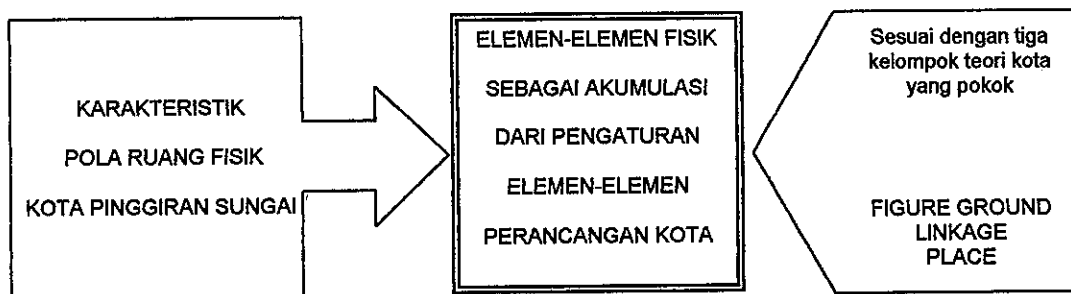 KARAKTERISTIK
POLA RUANG FISIK
KOTA PINGGIRAN SUNGAI
ELEMEN-ELEMEN FISIK
SEBAGAI AKUMULASI
DARI PENGATURAN
ELEMEN-ELEMEN
PERANCANGAN KOTA
Sesuai dengan tiga
kelompok teori kota
yang pokok
FIGURE GROUND
LINKAGE
PLACE